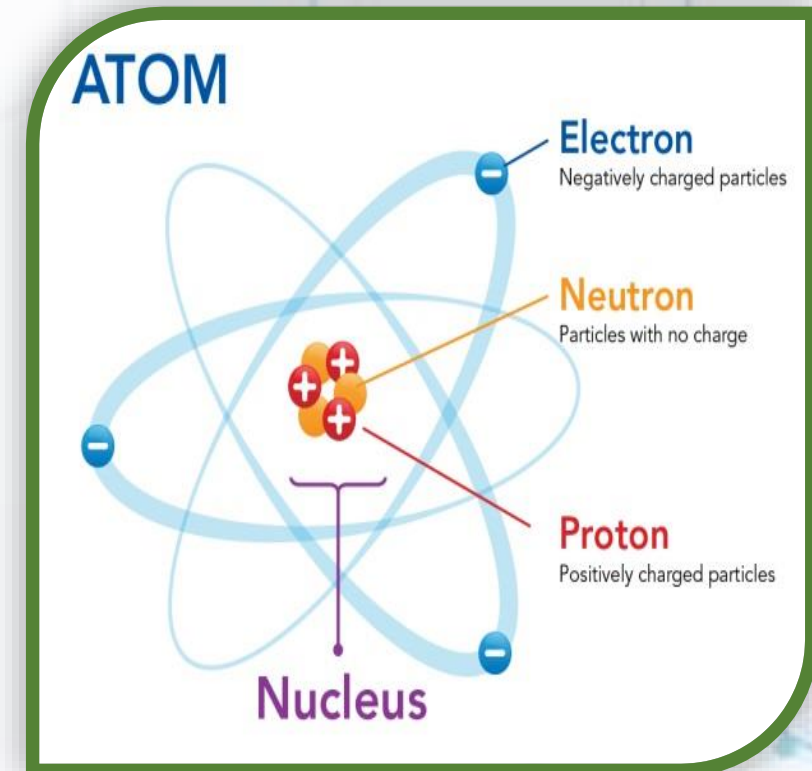 ATOM
Electron
Negatively charged particles
Neutron
Particles with no charge
Proton
Positively charged particles
Nucleus